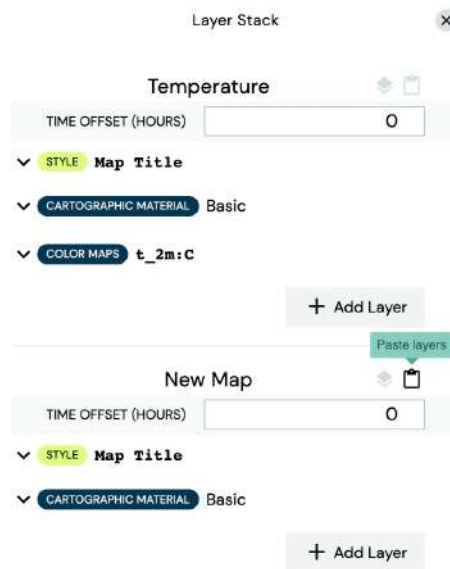 Layer Stack
Temperature
TIME OFFSET (HOURS) 0
STYLE Map Title
CARTOGRAPHIC MATERIAL Basic
COLOR MAPS t_2m:C
+ Add Layer
Paste layers
New Map
TIME OFFSET (HOURS) 0
STYLE Map Title
CARTOGRAPHIC MATERIAL Basic
+ Add Layer